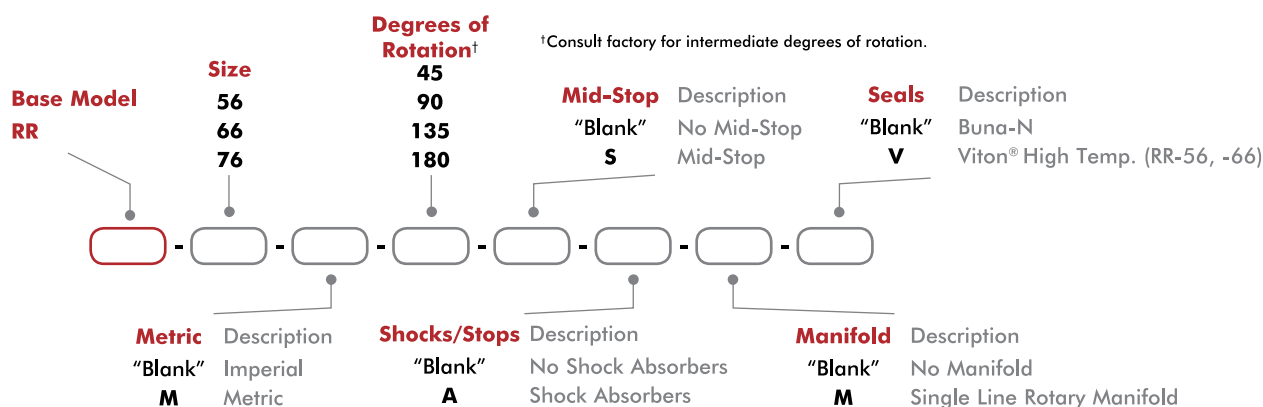 Degrees of
Rotation†
45
90
135
180
†Consult factory for intermediate degrees of rotation.
Size
56
66
76
Base Model
RR
Mid-Stop Description
"Blank" No Mid-Stop
S Mid-Stop
Seals Description
"Blank" Buna-N
V Viton® High Temp. (RR-56, -66)
- - - - - - -
Metric Description
"Blank" Imperial
M Metric
Shocks/Stops Description
"Blank" No Shock Absorbers
A Shock Absorbers
Manifold Description
"Blank" No Manifold
M Single Line Rotary Manifold